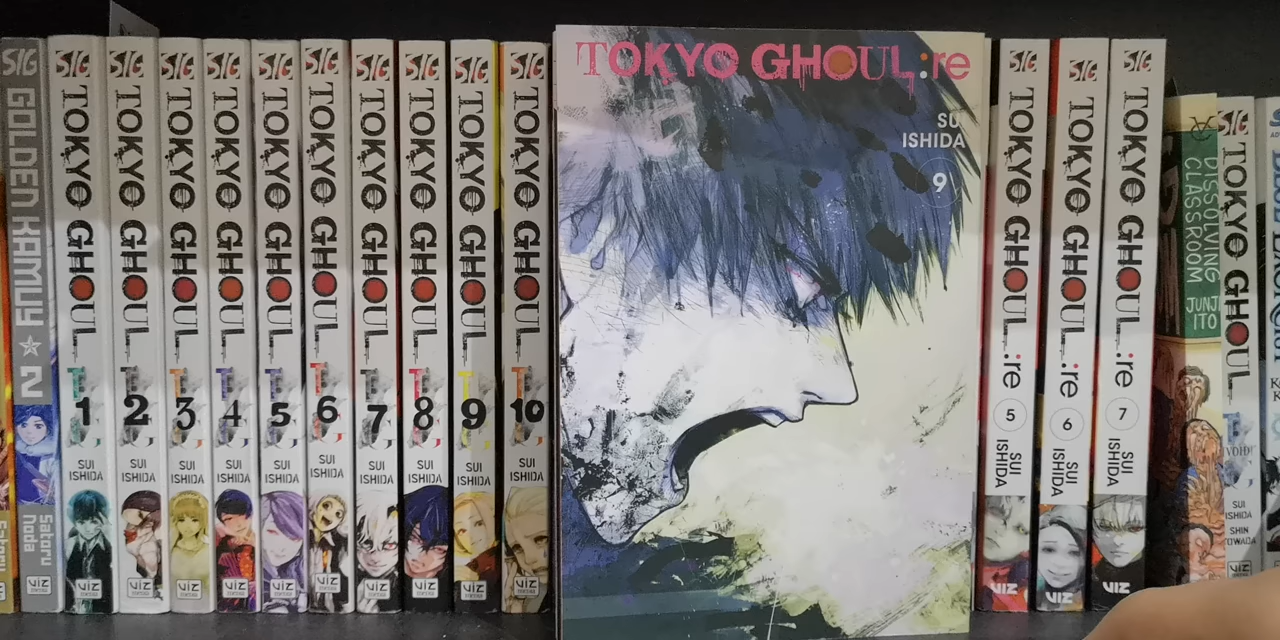 SIG
GOLDEN KAMUY
2
Satoru Noda
VIZ
SIG
TOKYO GHOUL
1
SUI
ISHIDA
VIZ
SIG
TOKYO GHOUL
2
SUI
ISHIDA
VIZ
SIG
TOKYO GHOUL
3
SUI
ISHIDA
VIZ
SIG
TOKYO GHOUL
4
SUI
ISHIDA
VIZ
SIG
TOKYO GHOUL
5
SUI
ISHIDA
VIZ
SIG
TOKYO GHOUL
6
SUI
ISHIDA
VIZ
SIG
TOKYO GHOUL
7
SUI
ISHIDA
VIZ
SIG
TOKYO GHOUL
8
SUI
ISHIDA
VIZ
SIG
TOKYO GHOUL
9
SUI
ISHIDA
VIZ
SIG
TOKYO GHOUL
10
SUI
ISHIDA
VIZ
TOKYO GHOUL:re
SUI
ISHIDA
9
SIG
TOKYO GHOUL:re
5
SUI
ISHIDA
VIZ
SIG
TOKYO GHOUL:re
6
SUI
ISHIDA
VIZ
SIG
TOKYO GHOUL:re
7
SUI
ISHIDA
VIZ
DISSOLVING
CLASSROOM
JUNJI
ITO
SIG
TOKYO GHOUL
VOID
SUI
ISHIDA
SHIN
TOWADA
VIZ